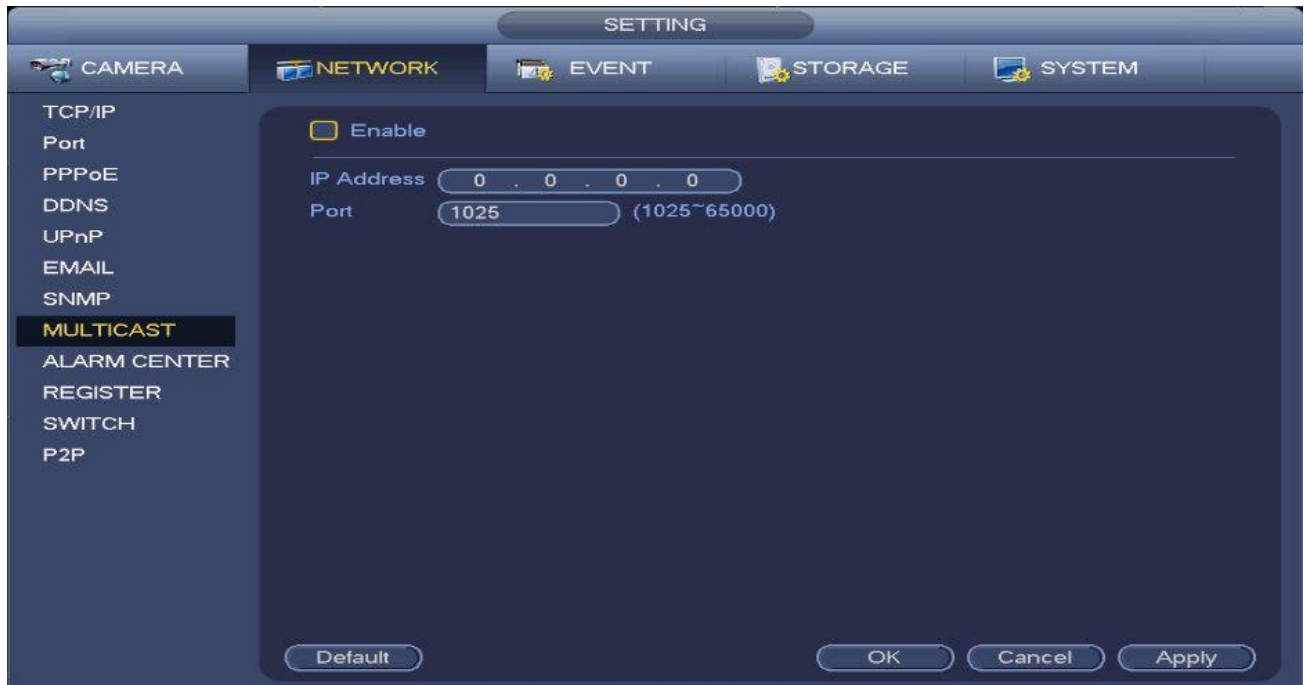 SETTING
CAMERA NETWORK EVENT STORAGE SYSTEM
TCP/IP
Port
PPPoE
DDNS
UPnP
EMAIL
SNMP
MULTICAST
ALARM CENTER
REGISTER
SWITCH
P2P
Enable
IP Address 0 . 0 . 0 . 0
Port 1025 (1025~65000)
Default OK Cancel Apply